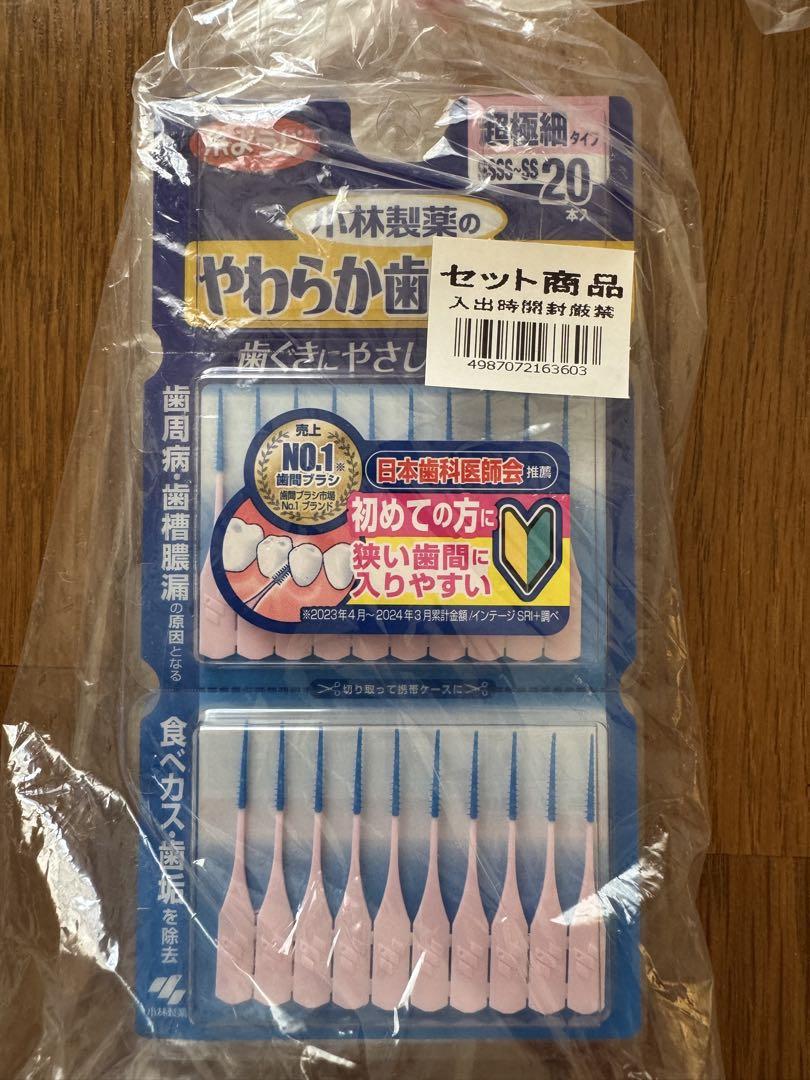 糸ようじ
超極細タイプ
SSSS~SS 20本入
小林製薬の
やわらか歯
セット商品
入出時開封厳禁
4987072163603
歯ぐきにやさし
売上
NO.1※
歯間ブラシ
歯間ブラシ市場
No.1 ブランド
日本歯科医師会 推薦
初めての方に
狭い歯間に
入りやすい
※2023年4月~2024年3月累計金額/インテージSRI+調べ
歯周病・歯槽膿漏の原因となる
切り取って携帯ケースに
食べカス・歯垢を除去
小林製薬